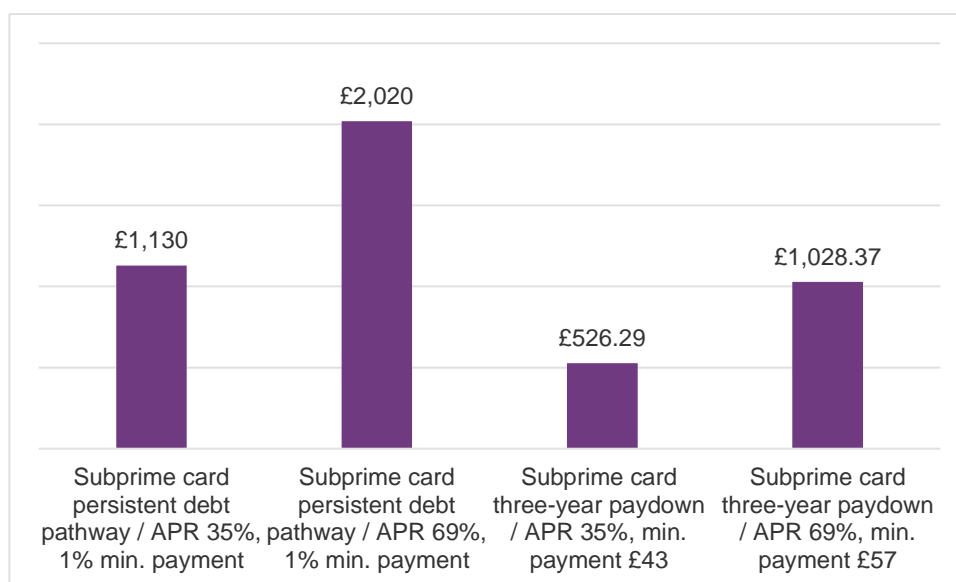 £2,020
£1,130
£1,028.37
£526.29
Subprime card
persistent debt
pathway / APR 35%,
1% min. payment
Subprime card
persistent debt
pathway / APR 69%,
1% min. payment
Subprime card
three-year paydown
/ APR 35%, min.
payment £43
Subprime card
three-year paydown
/ APR 69%, min.
payment £57